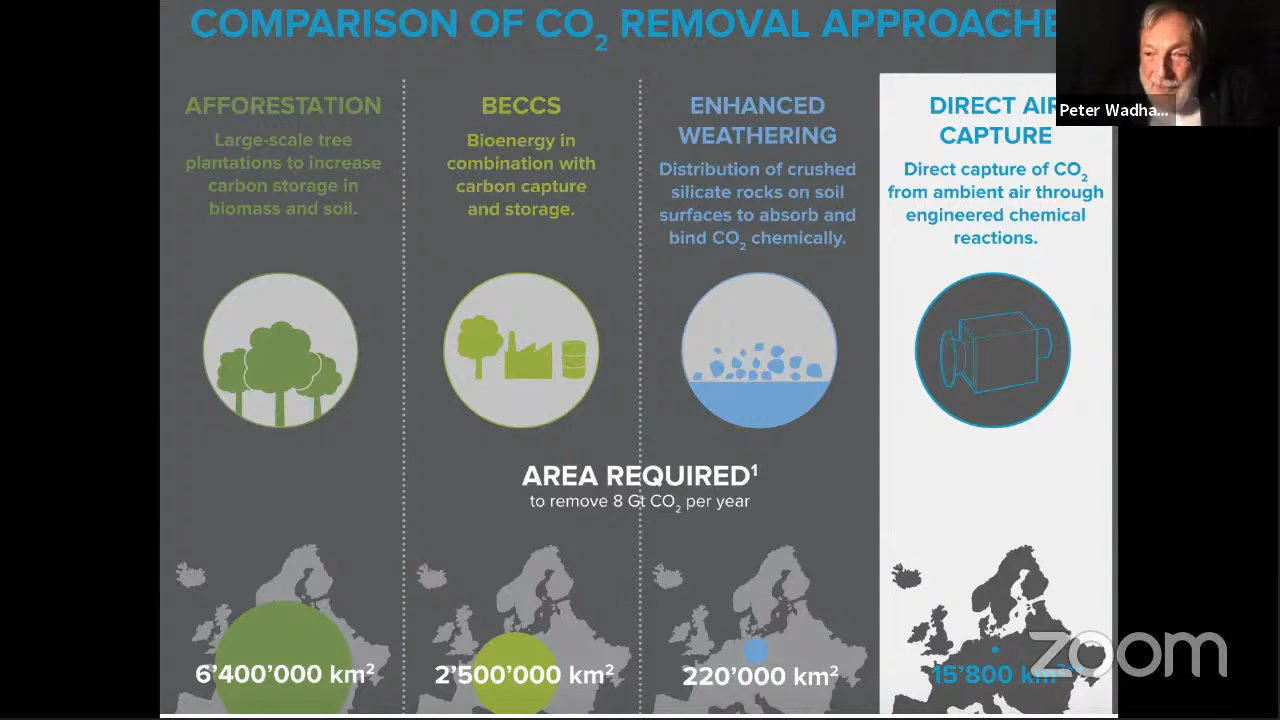 COMPARISON OF CO2 REMOVAL APPROACHE
Peter Wadha...
AFFORESTATION
Large-scale tree
plantations to increase
carbon storage in
biomass and soil.
BECCS
Bioenergy in
combination with
carbon capture
and storage.
ENHANCED
WEATHERING
Distribution of crushed
silicate rocks on soil
surfaces to absorb and
bind CO2 chemically.
DIRECT AIR
CAPTURE
Direct capture of CO2
from ambient air through
engineered chemical
reactions.
AREA REQUIRED¹
to remove 8 Gt CO2 per year
6’400’000 km²
2’500’000 km²
220’000 km²
15’800 km²
zoom